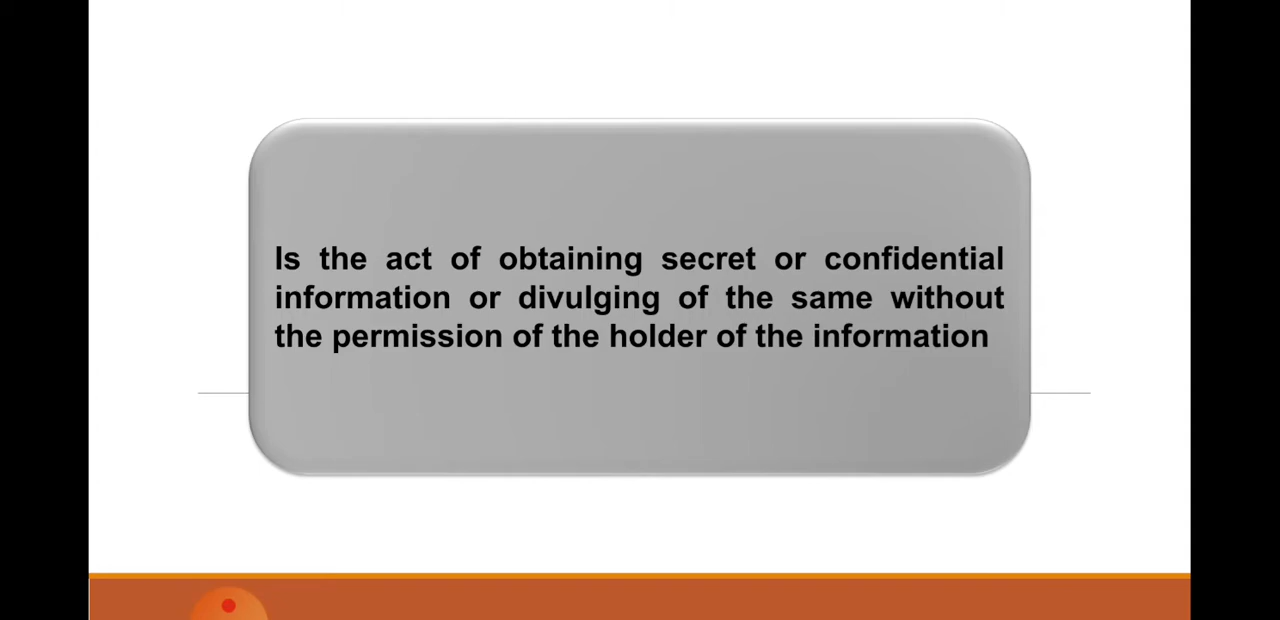 Is the act of obtaining secret or confidential
information or divulging of the same without
the permission of the holder of the information